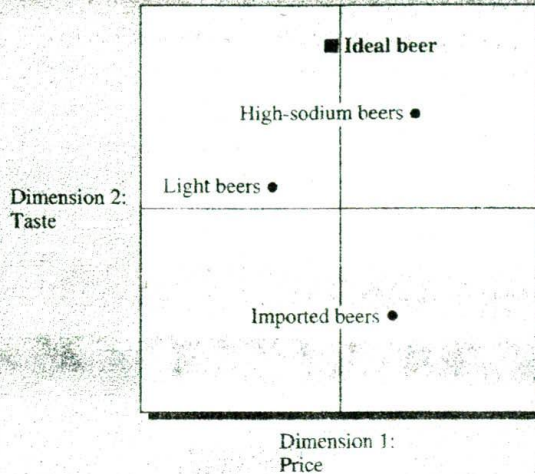 Ideal beer
High-sodium beers
Light beers
Dimension 2:
Taste
Imported beers
Dimension 1:
Price